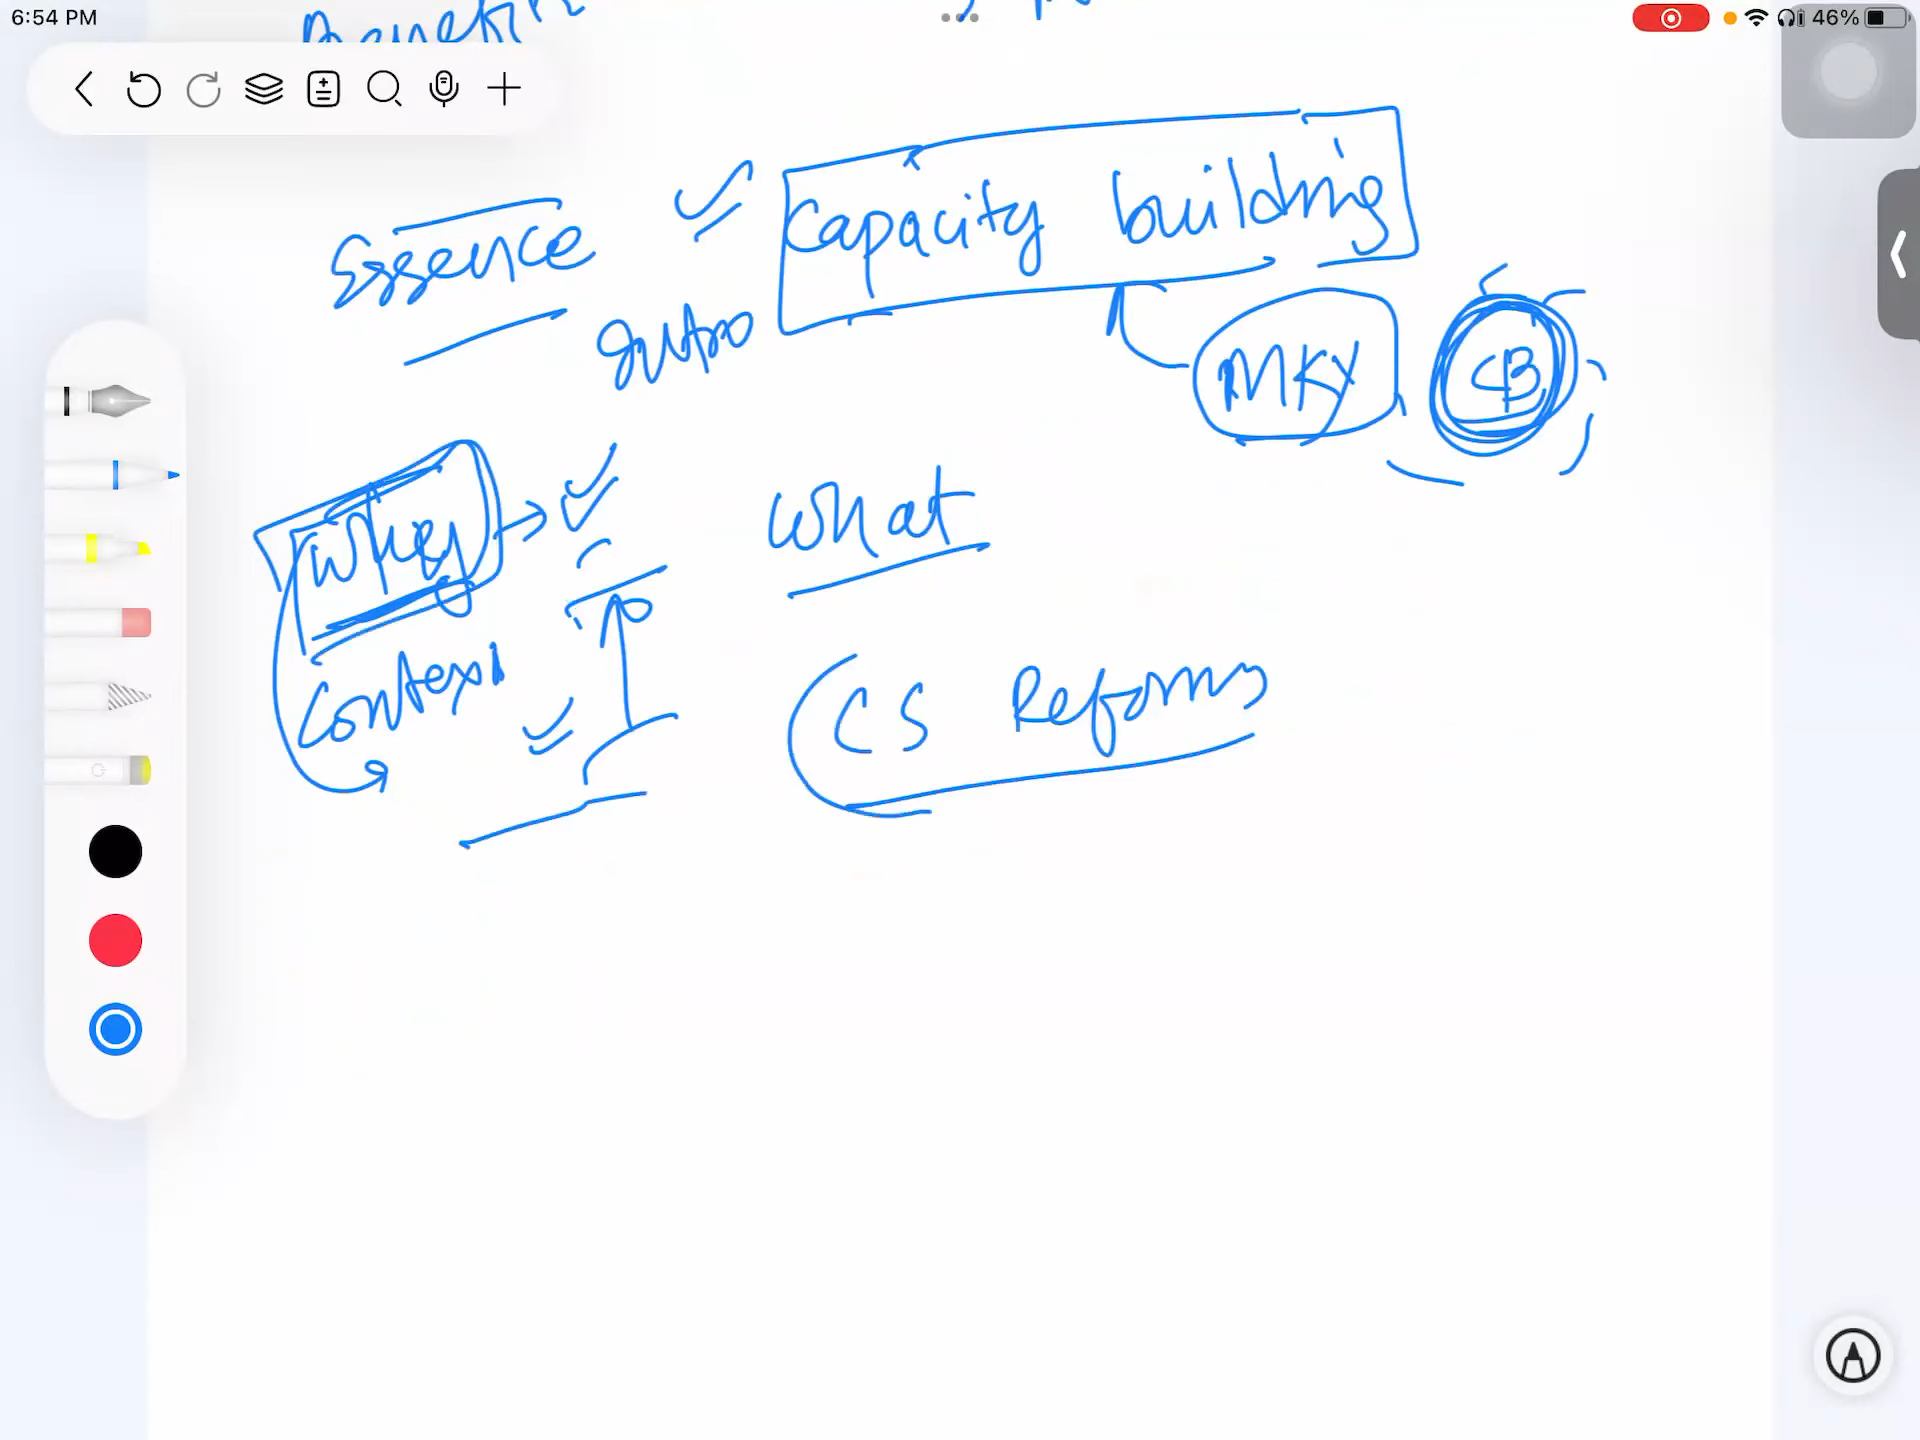 6:54 PM
46%
Essence
Capacity building
Intro
MKY
CB
Why
What
Context
CS Reforms